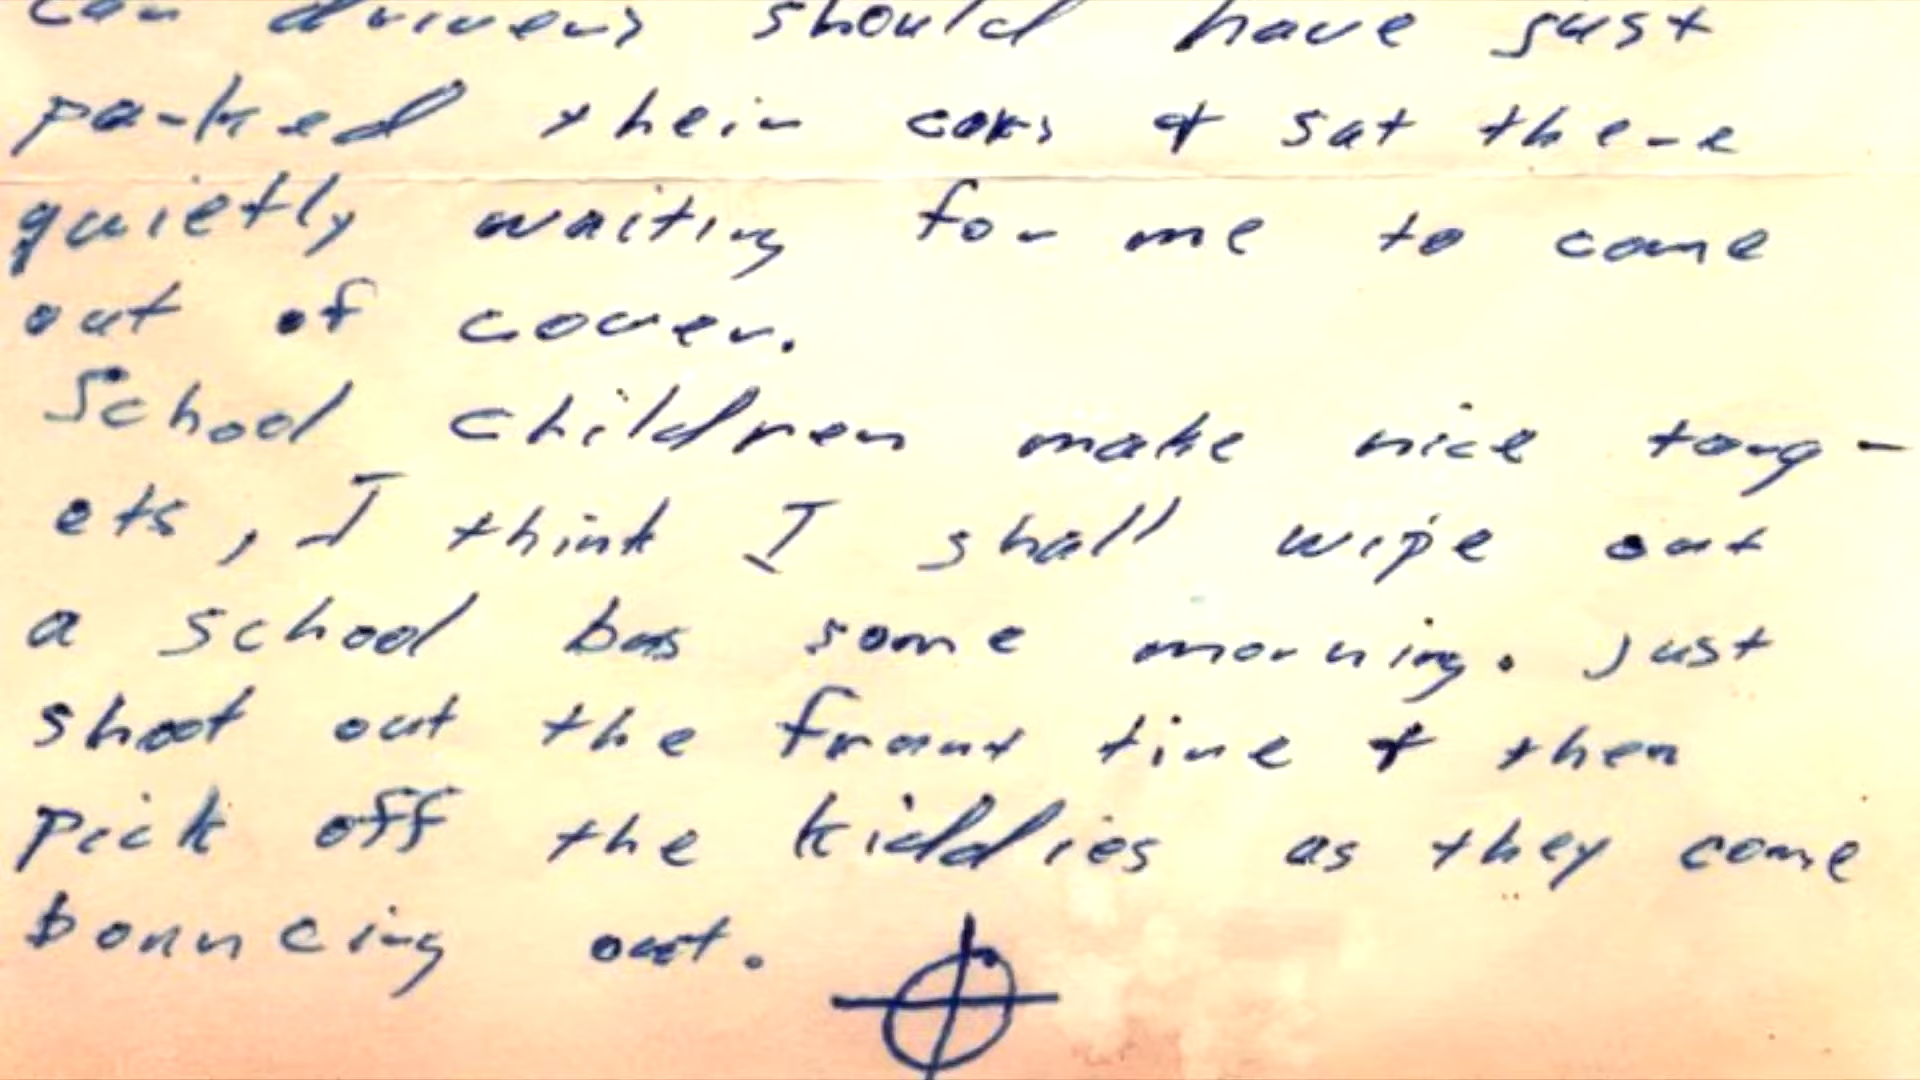 car drivers should have just
parked their cars & sat there
quietly waiting for me to come
out of cover.
School children make nice targ-
ets, I think I shall wipe out
a school bus some morning. Just
shoot out the front tire & then
pick off the kiddies as they come
bouncing out.